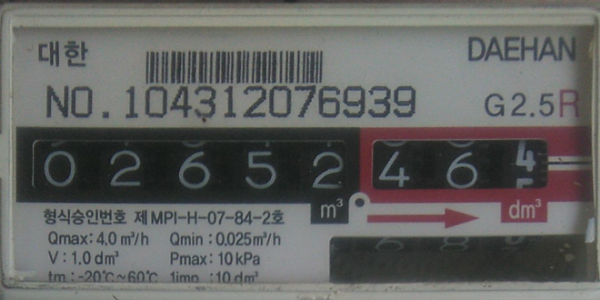 대한 DAEHAN
NO.104312076939 G2.5R
02652 46 4
m³ dm³
형식승인번호 제 MPI-H-07-84-2호
Qmax: 4.0 m³/h Qmin : 0.025m³/h
V : 1.0 dm³ Pmax: 10 kPa
tm : -20℃~60℃ 1imp : 10 dm³